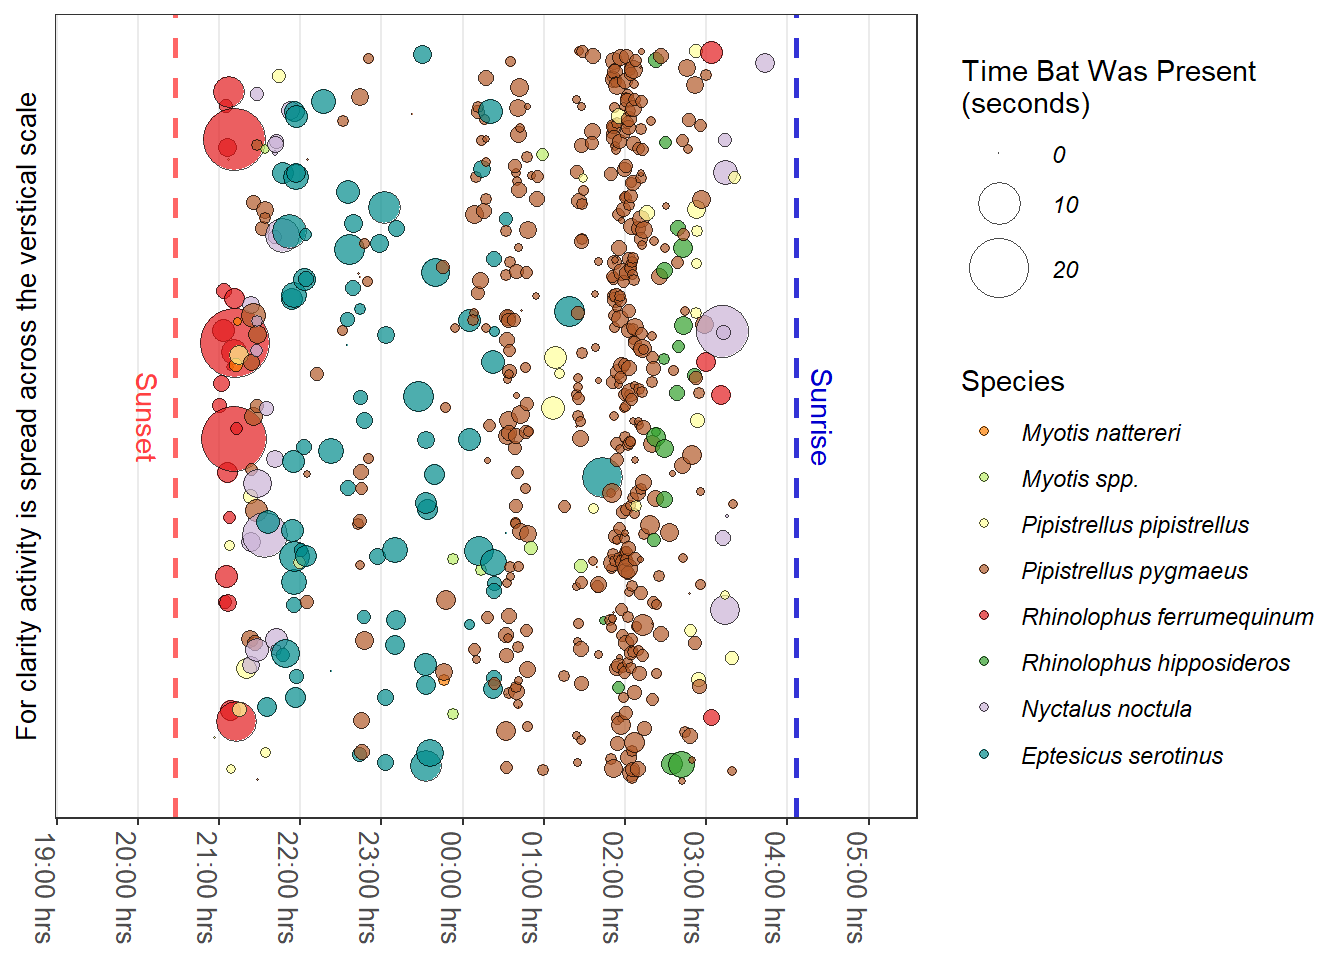 For clarity activity is spread across the verstical scale
Sunset
Sunrise
19:00 hrs
20:00 hrs
21:00 hrs
22:00 hrs
23:00 hrs
00:00 hrs
01:00 hrs
02:00 hrs
03:00 hrs
04:00 hrs
05:00 hrs
Time Bat Was Present
(seconds)
0
10
20
Species
Myotis nattereri
Myotis spp.
Pipistrellus pipistrellus
Pipistrellus pygmaeus
Rhinolophus ferrumequinum
Rhinolophus hipposideros
Nyctalus noctula
Eptesicus serotinus